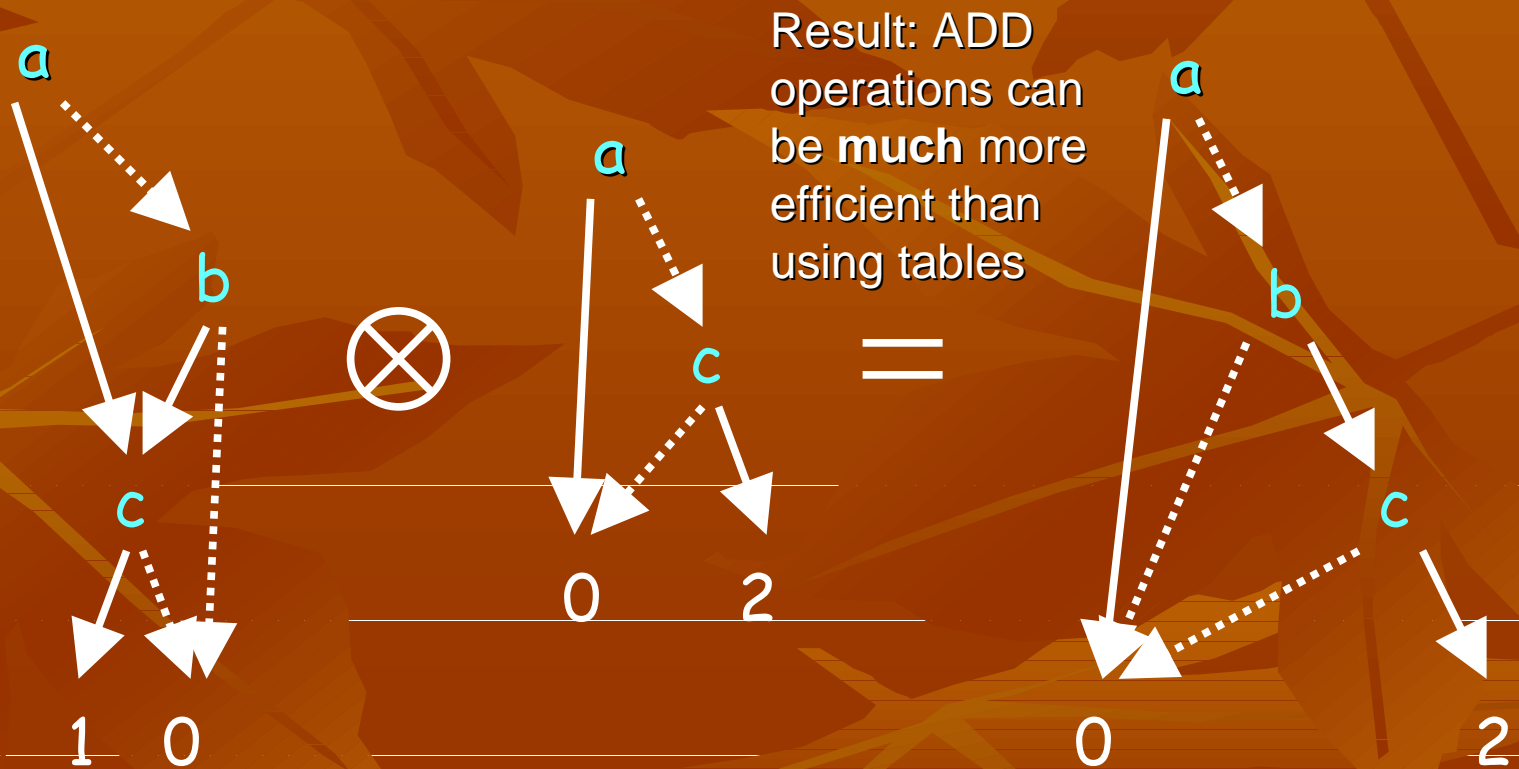 Result: ADD
operations can
be much more
efficient than
using tables
a
b
c
1 0
⊗
a
c
0 2
=
a
b
c
0 2